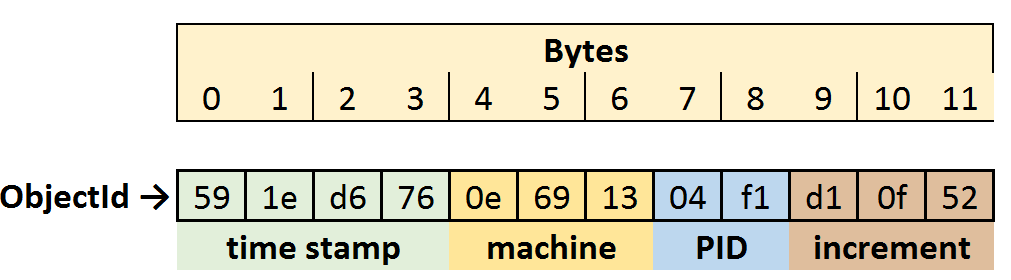 Bytes
0 1 2 3 4 5 6 7 8 9 10 11
ObjectId → 59 1e d6 76 0e 69 13 04 f1 d1 0f 52
time stamp machine PID increment